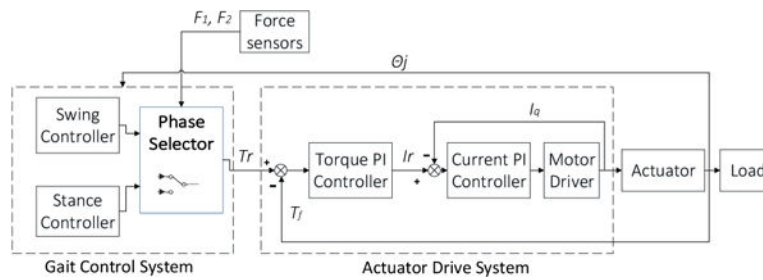 F1, F2
Force
sensors
Θj
Swing
Controller
Phase
Selector
Stance
Controller
Tr
+
-
Torque PI
Controller
Ir
-
+
Iq
Current PI
Controller
Motor
Driver
Actuator
Load
Tf
Gait Control System
Actuator Drive System